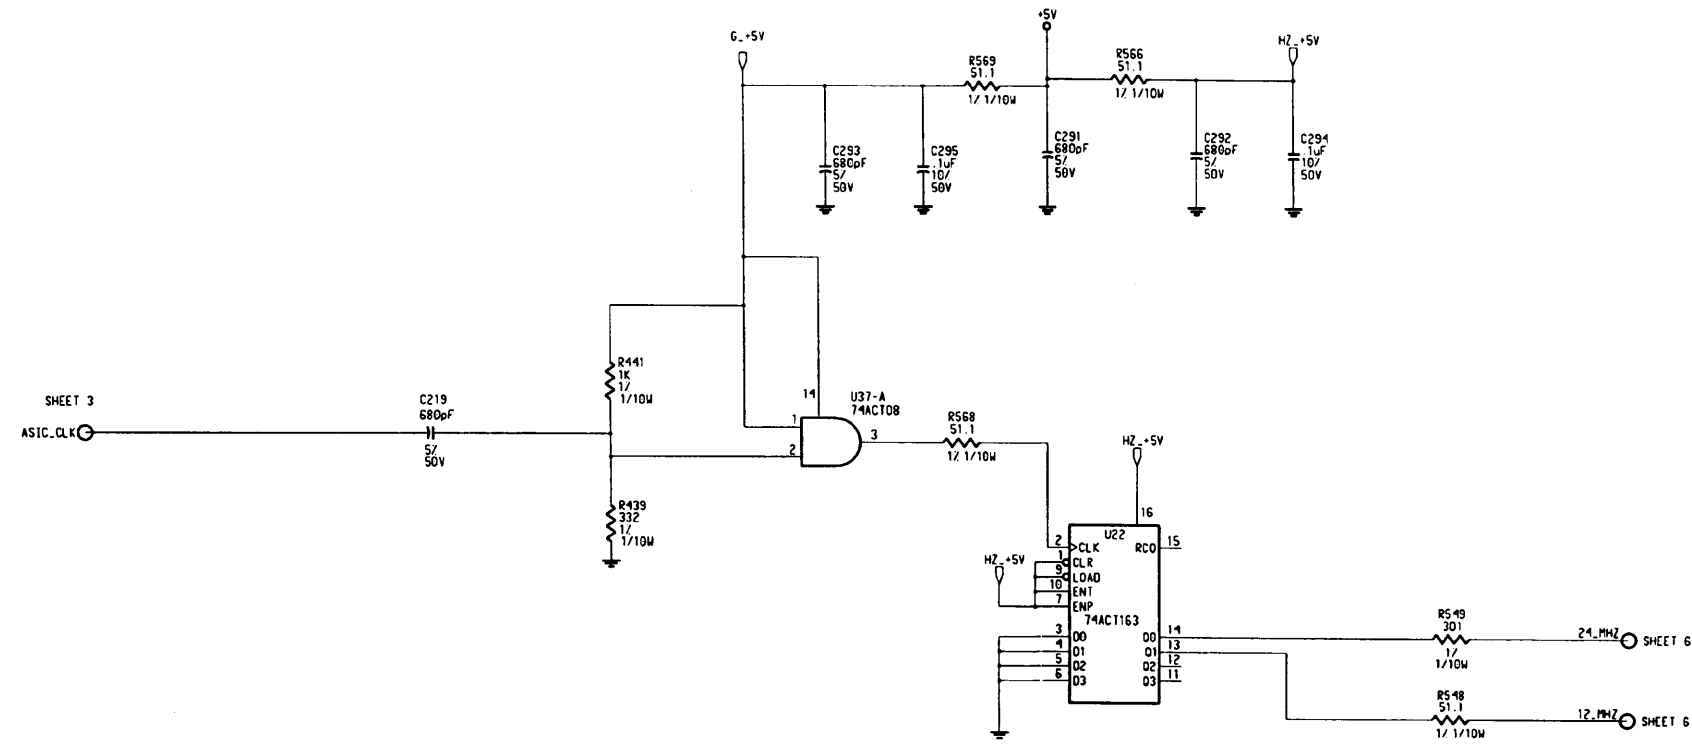 +5V
G_+5V
HZ_+5V
R569
51.1
1% 1/10W
R566
51.1
1% 1/10W
C293
680pF
5%
50V
C295
.1uF
10%
50V
C291
680pF
5%
50V
C292
680pF
5%
50V
C294
.1uF
10%
50V
R441
1K
1%
1/10W
SHEET 3
ASIC_CLK
C219
680pF
5%
50V
14
U37-A
74ACT08
1
2
3
R568
51.1
1% 1/10W
R439
332
1%
1/10W
HZ_+5V
16
U22
2
CLK
RCO
15
HZ_+5V
1
CLR
9
LOAD
10
ENT
7
ENP
74ACT163
3
D0
Q0
14
4
D1
Q1
13
5
D2
Q2
12
6
D3
Q3
11
R549
301
1%
1/10W
24_MHZ
SHEET 6
R548
51.1
1% 1/10W
12_MHZ
SHEET 6